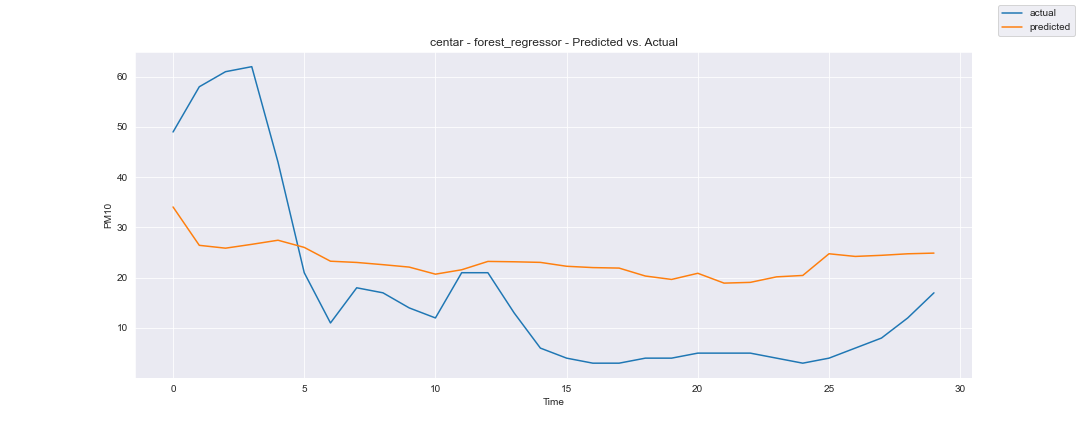 actual
predicted
centar - forest_regressor - Predicted vs. Actual
60
50
40
30
20
10
PM10
0 5 10 15 20 25 30
Time